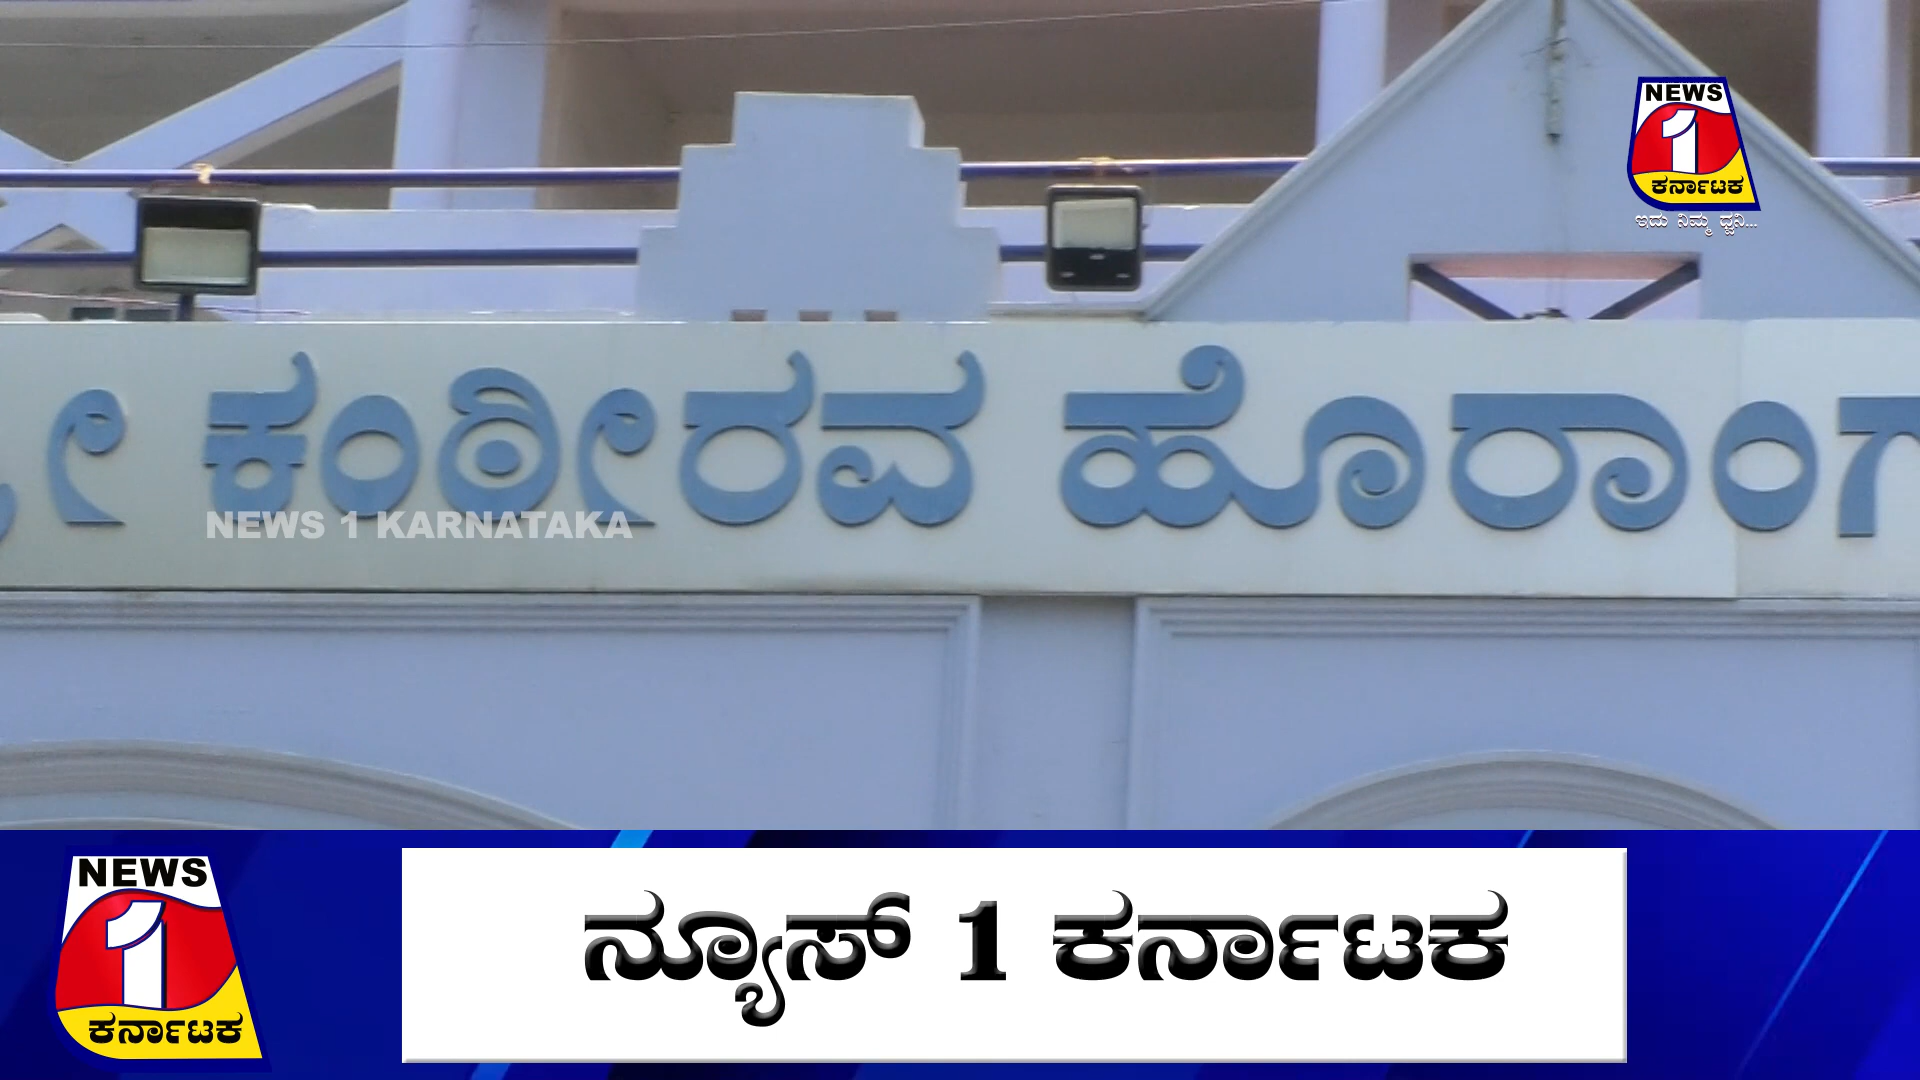 NEWS
1
ಕರ್ನಾಟಕ
ಇದು ನಿಮ್ಮ ಧ್ವನಿ...
ಶ್ರೀ ಕಂಠೀರವ ಹೊರಾಂಗ
NEWS 1 KARNATAKA
NEWS
1
ಕರ್ನಾಟಕ
ನ್ಯೂಸ್ 1 ಕರ್ನಾಟಕ